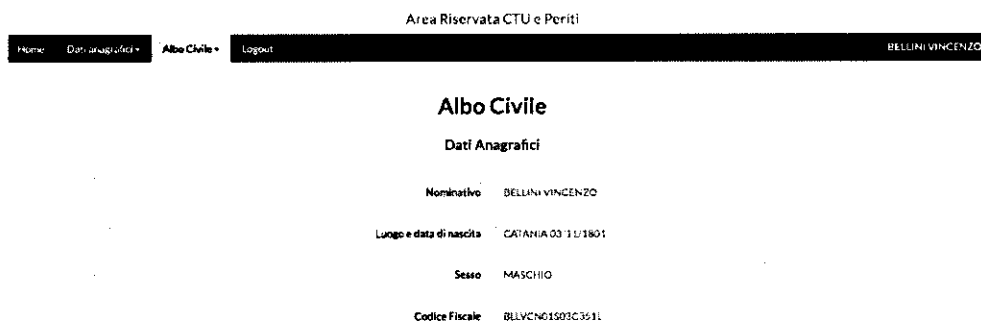 Area Riservata CTU e Periti
Home Dati anagrafici Albo Civile Logout BELLINI VINCENZO
Albo Civile
Dati Anagrafici
Nominativo BELLINI VINCENZO
Luogo e data di nascita CATANIA 03/11/1801
Sesso MASCHIO
Codice Fiscale BLLVCN01S03C351L